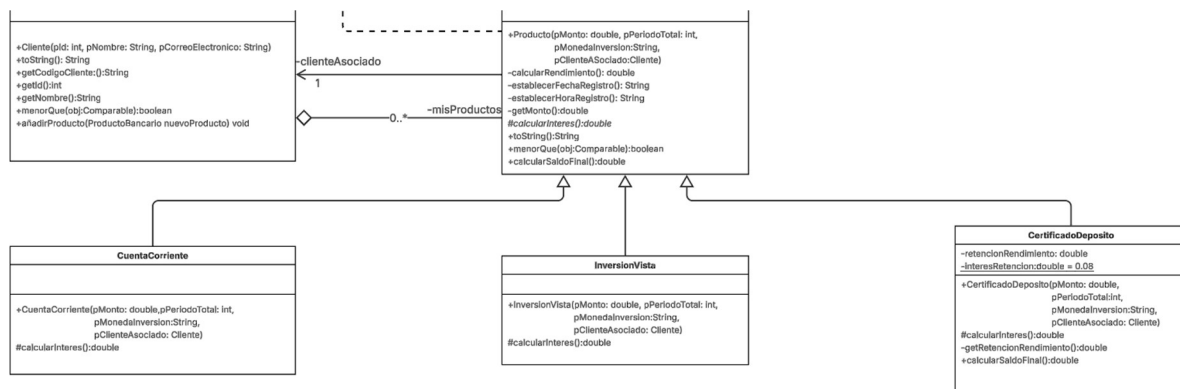 +Cliente(pId: int, pNombre: String, pCorreoElectronico: String)
+toString(): String
+getCodigoCliente:():String
+getId():int
+getNombre():String
+menorQue(obj:Comparable):boolean
+añadirProducto(ProductoBancario nuevoProducto) void
-clienteAsociado
1
-misProductos
0..*
+Producto(pMonto: double, pPeriodoTotal: int,
pMonedaInversion:String,
pClienteASociado:Cliente)
-calcularRendimiento(): double
-establecerFechaRegistro(): String
-establecerHoraRegistro(): String
-getMonto():double
#calcularInteres():double
+toString():String
+menorQue(obj:Comparable):boolean
+calcularSaldoFinal():double
CuentaCorriente
+CuentaCorriente(pMonto: double,pPeriodoTotal: int,
pMonedaInversion:String,
pClienteAsociado: Cliente)
#calcularInteres():double
InversionVista
+InversionVista(pMonto: double, pPeriodoTotal: int,
pMonedaInversion:String,
pClienteAsociado: Cliente)
#calcularInteres():double
CertificadoDeposito
-retencionRendimiento: double
-interesRetencion:double = 0.08
+CertificadoDeposito(pMonto: double,
pPeriodoTotal:int,
pMonedaInversion:String,
pClienteAsociado: Cliente)
#calcularInteres():double
-getRetencionRendimiento():double
+calcularSaldoFinal():double